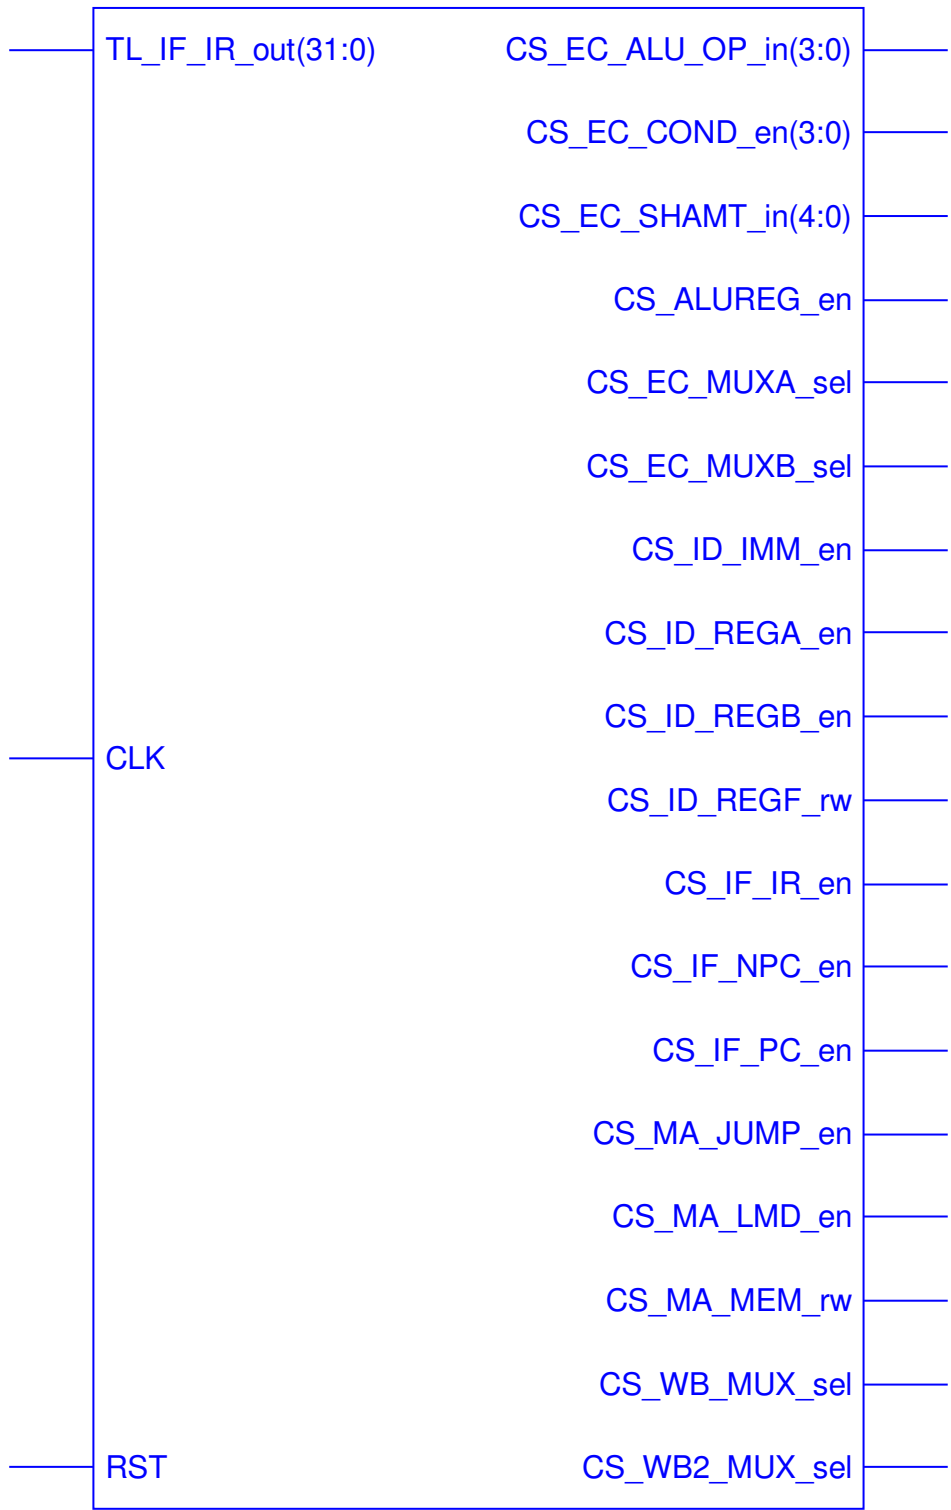 TL_IF_IR_out(31:0) CS_EC_ALU_OP_in(3:0)
CS_EC_COND_en(3:0)
CS_EC_SHAMT_in(4:0)
CS_ALUREG_en
CS_EC_MUXA_sel
CS_EC_MUXB_sel
CS_ID_IMM_en
CS_ID_REGA_en
CS_ID_REGB_en
CLK
CS_ID_REGF_rw
CS_IF_IR_en
CS_IF_NPC_en
CS_IF_PC_en
CS_MA_JUMP_en
CS_MA_LMD_en
CS_MA_MEM_rw
CS_WB_MUX_sel
RST CS_WB2_MUX_sel